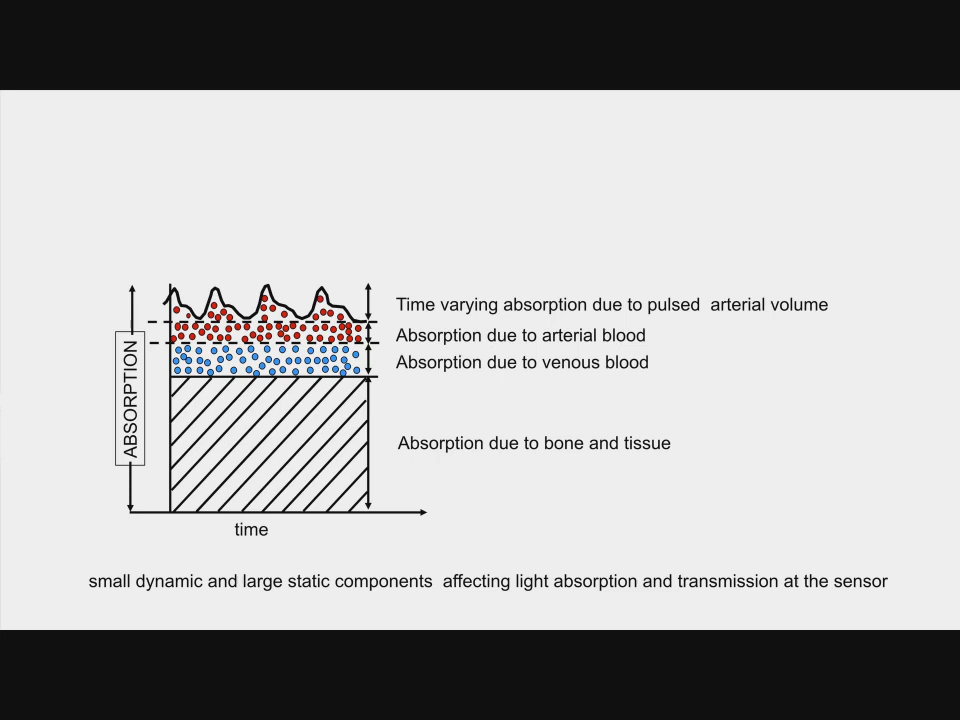 Time varying absorption due to pulsed arterial volume
Absorption due to arterial blood
Absorption due to venous blood
ABSORPTION
Absorption due to bone and tissue
time
small dynamic and large static components affecting light absorption and transmission at the sensor